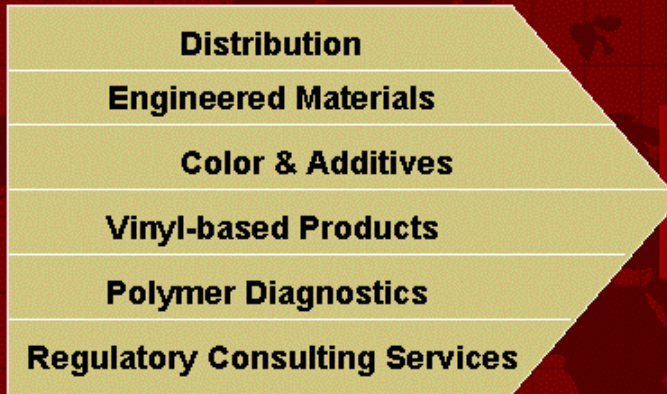 Distribution
Engineered Materials
Color & Additives
Vinyl-based Products
Polymer Diagnostics
Regulatory Consulting Services